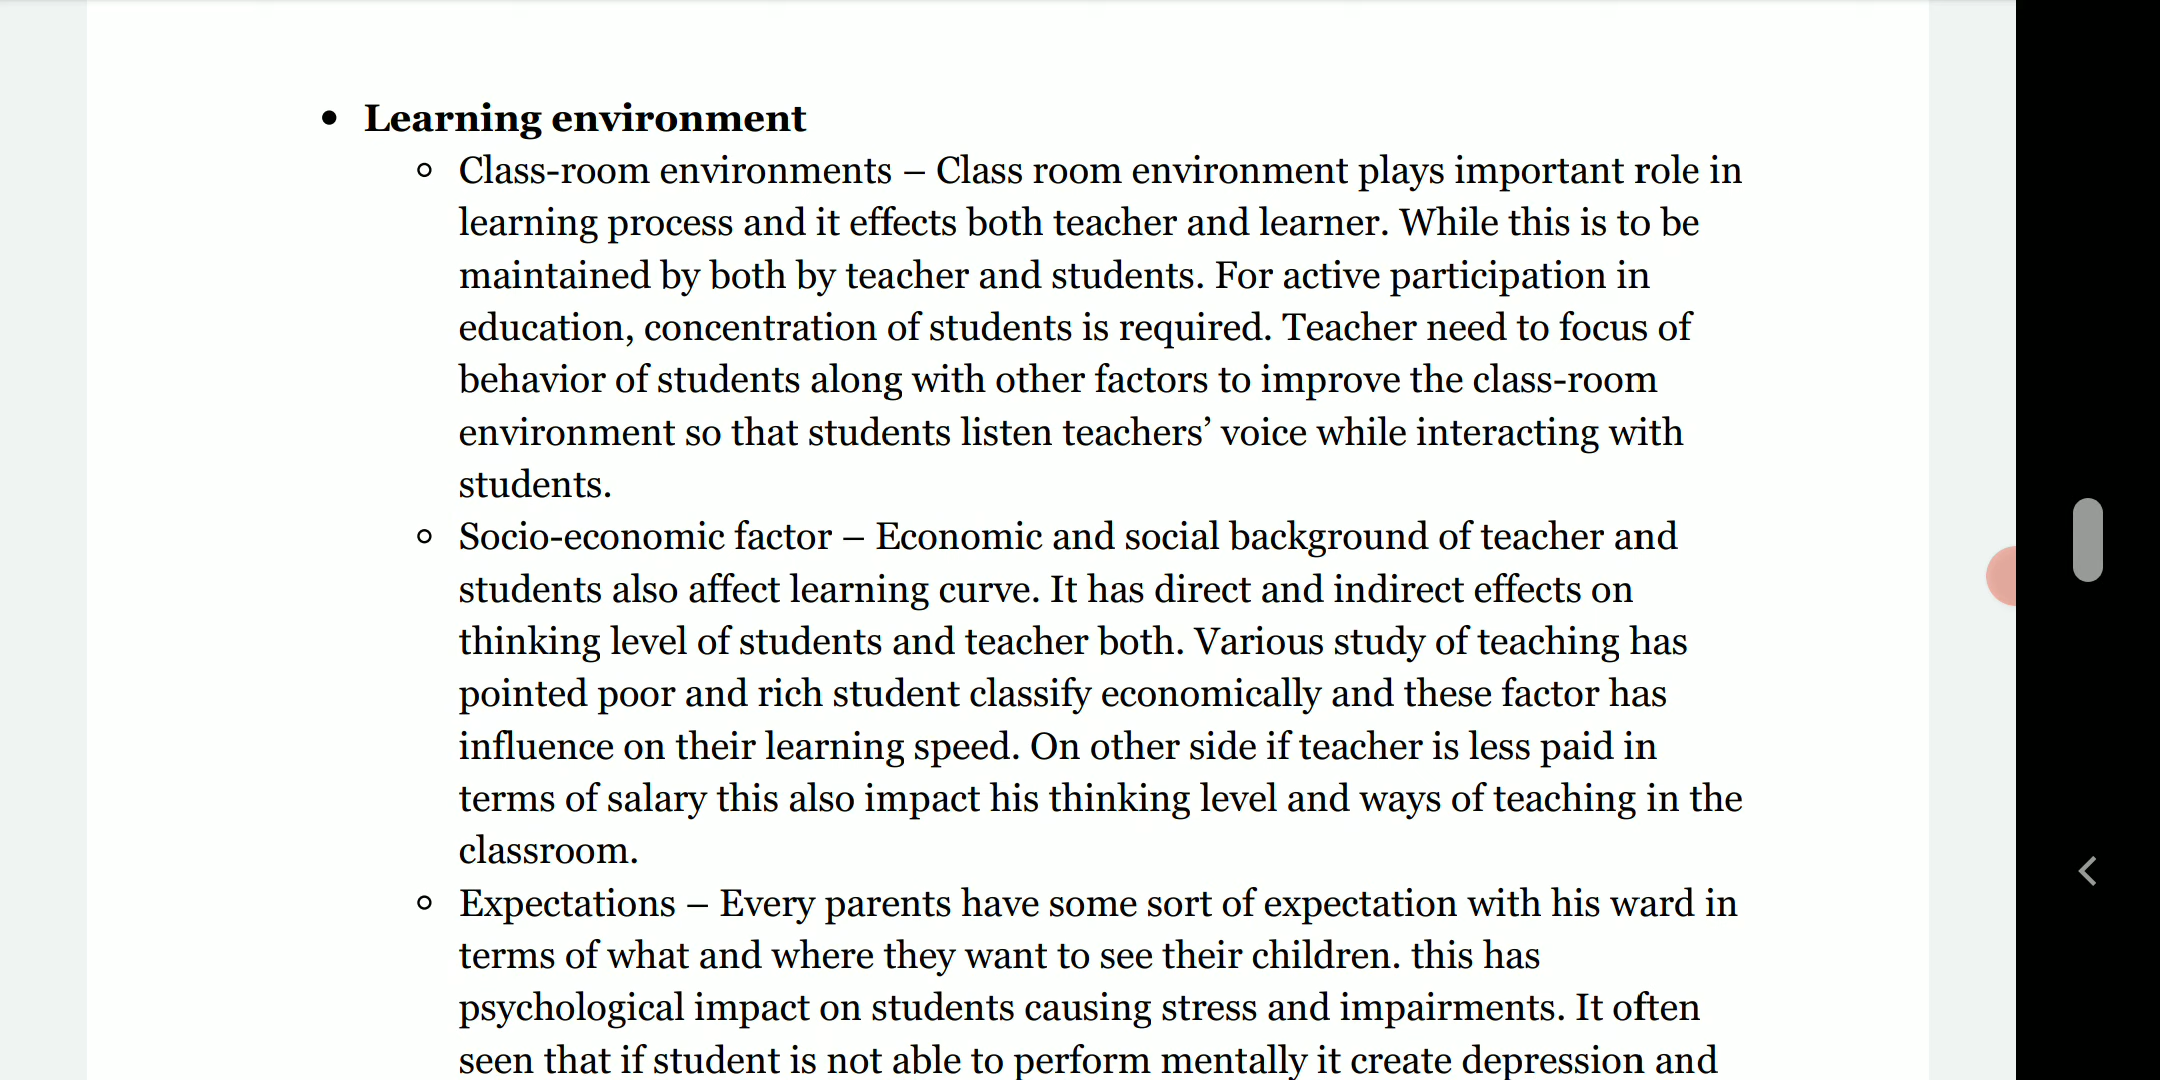 • Learning environment
○ Class-room environments – Class room environment plays important role in
learning process and it effects both teacher and learner. While this is to be
maintained by both by teacher and students. For active participation in
education, concentration of students is required. Teacher need to focus of
behavior of students along with other factors to improve the class-room
environment so that students listen teachers’ voice while interacting with
students.
○ Socio-economic factor – Economic and social background of teacher and
students also affect learning curve. It has direct and indirect effects on
thinking level of students and teacher both. Various study of teaching has
pointed poor and rich student classify economically and these factor has
influence on their learning speed. On other side if teacher is less paid in
terms of salary this also impact his thinking level and ways of teaching in the
classroom.
○ Expectations – Every parents have some sort of expectation with his ward in
terms of what and where they want to see their children. this has
psychological impact on students causing stress and impairments. It often
seen that if student is not able to perform mentally it create depression and